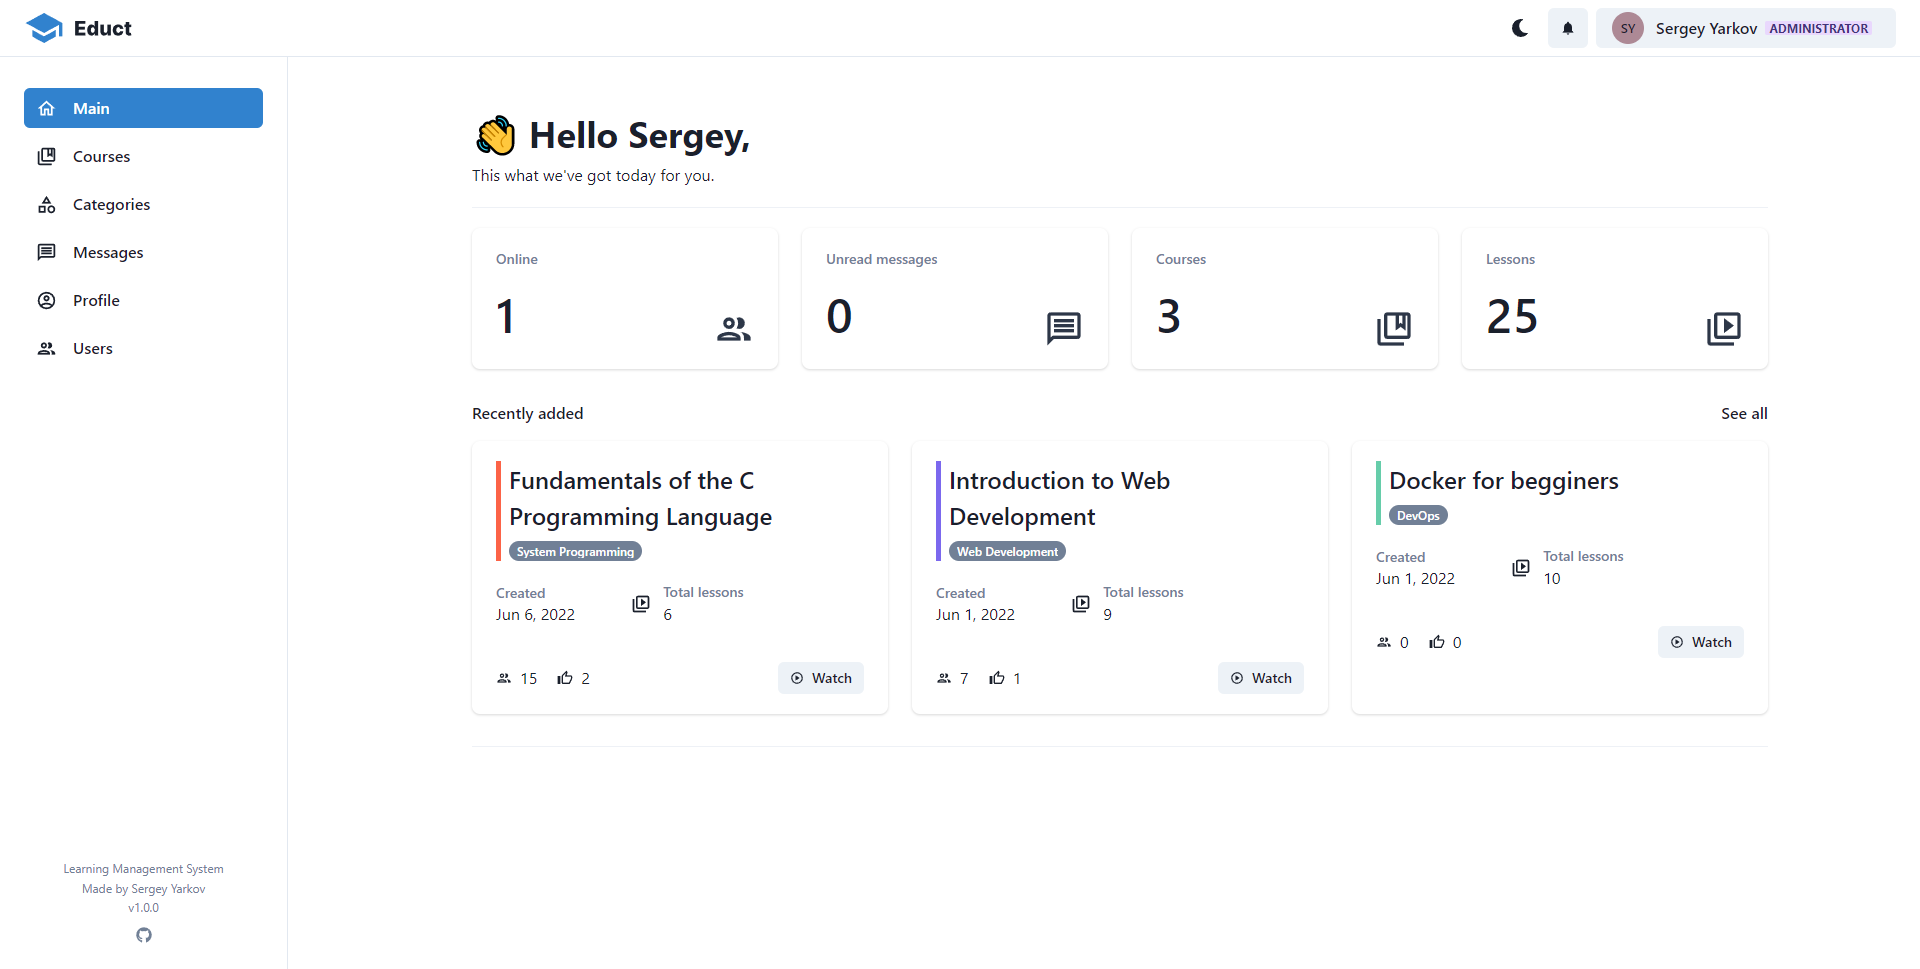 Educt
SY Sergey Yarkov ADMINISTRATOR
Main
Courses
Categories
Messages
Profile
Users
Learning Management System
Made by Sergey Yarkov
v1.0.0
Hello Sergey,
This what we've got today for you.
Online
1
Unread messages
0
Courses
3
Lessons
25
Recently added
See all
Fundamentals of the C
Programming Language
System Programming
Created
Jun 6, 2022
Total lessons
6
15 2
Watch
Introduction to Web
Development
Web Development
Created
Jun 1, 2022
Total lessons
9
7 1
Watch
Docker for begginers
DevOps
Created
Jun 1, 2022
Total lessons
10
0 0
Watch